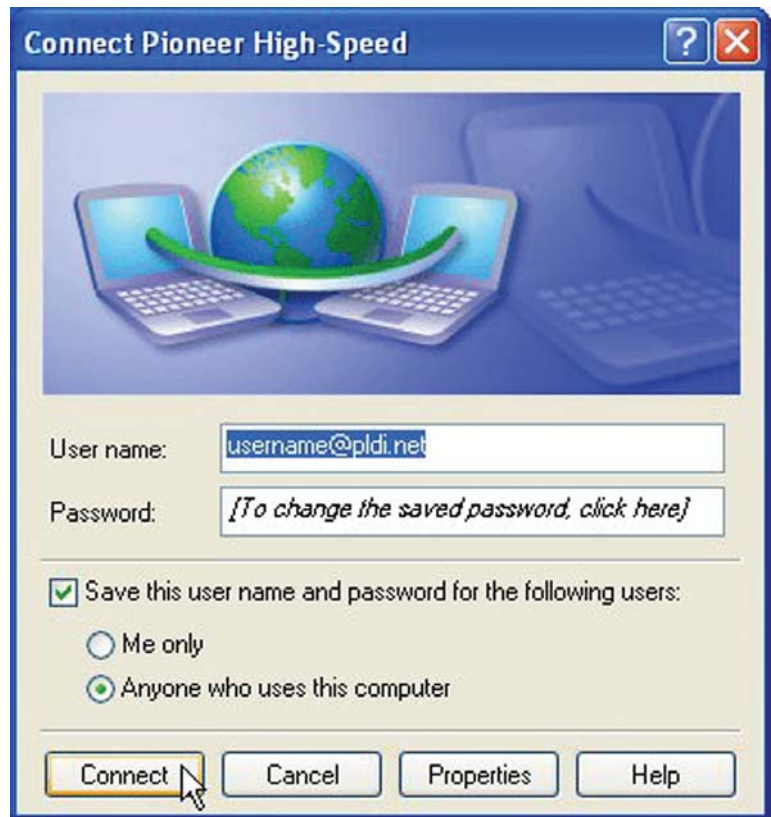 Connect Pioneer High-Speed
User name:
username@pldi.net
Password:
[To change the saved password, click here]
Save this user name and password for the following users:
Me only
Anyone who uses this computer
Connect
Cancel
Properties
Help